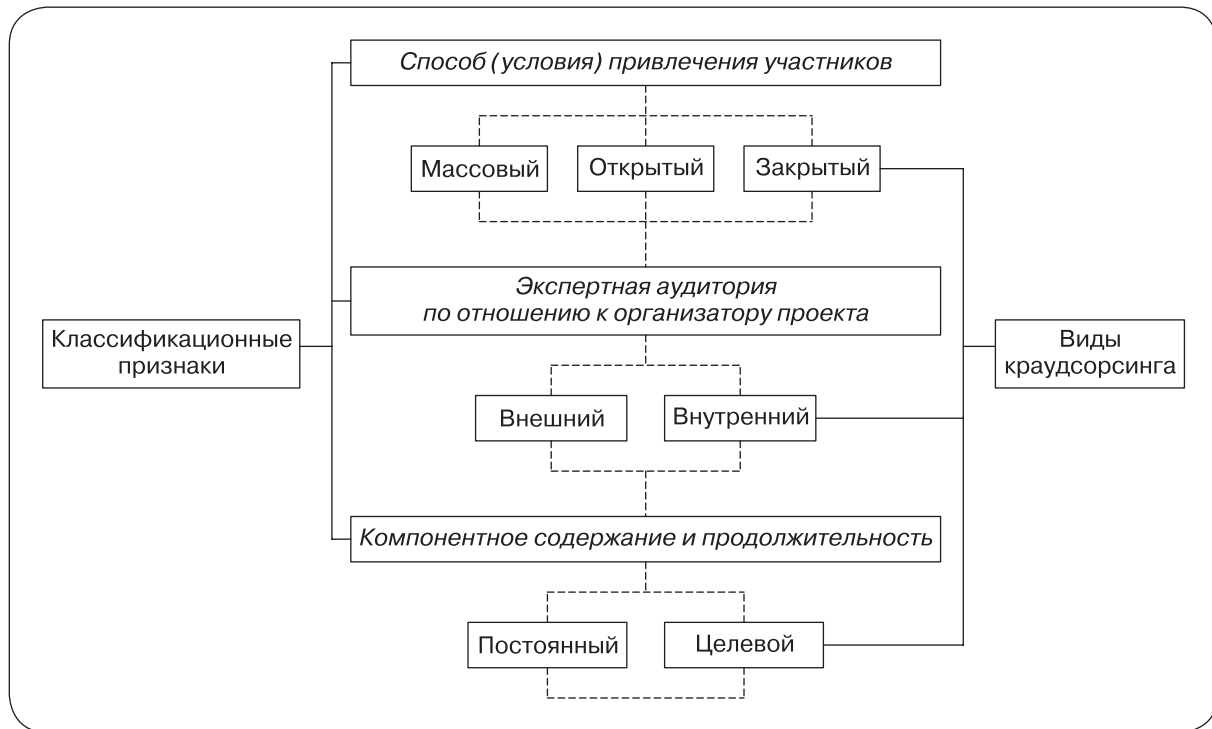 Способ (условия) привлечения участников
Массовый
Открытый
Закрытый
Экспертная аудитория
по отношению к организатору проекта
Классификационные
признаки
Виды
краудсорсинга
Внешний
Внутренний
Компонентное содержание и продолжительность
Постоянный
Целевой